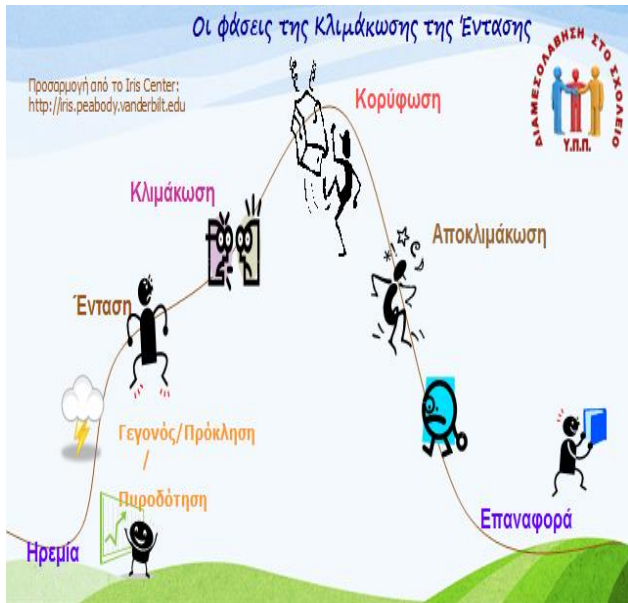 Οι φάσεις της Κλιμάκωσης της Έντασης
Προσαρμογή από το Iris Center:
http://iris.peabody.vanderbilt.edu
ΔΙΑΜΕΣΟΛΑΒΗΣΗ ΣΤΟ ΣΧΟΛΕΙΟ
Υ.Π.Π.
Κορύφωση
Κλιμάκωση
Αποκλιμάκωση
Ένταση
Γεγονός/Πρόκληση
/
Πυροδότηση
Επαναφορά
Ηρεμία